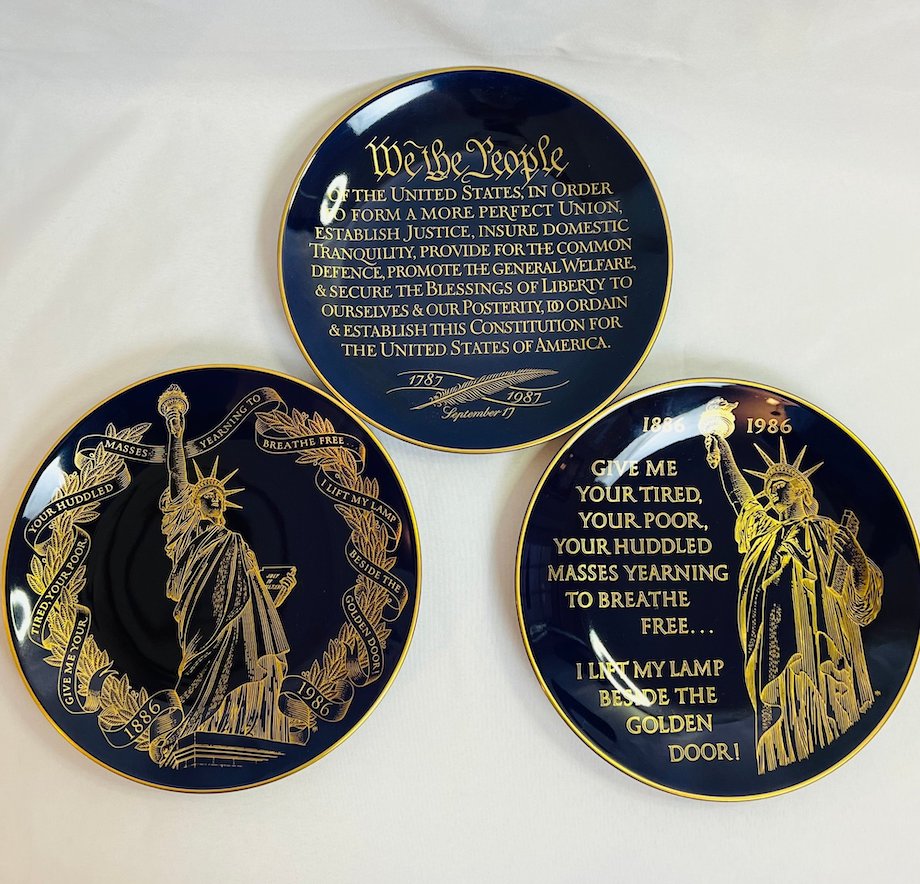 We the People
OF THE UNITED STATES, IN ORDER
TO FORM A MORE PERFECT UNION,
ESTABLISH JUSTICE, INSURE DOMESTIC
TRANQUILITY, PROVIDE FOR THE COMMON
DEFENCE, PROMOTE THE GENERAL WELFARE,
& SECURE THE BLESSINGS OF LIBERTY TO
OURSELVES & OUR POSTERITY, DO ORDAIN
& ESTABLISH THIS CONSTITUTION FOR
THE UNITED STATES OF AMERICA.
1787
1987
September 17
GIVE ME YOUR
TIRED, YOUR POOR
YOUR HUDDLED
MASSES
YEARNING TO
BREATHE FREE...
I LIFT MY LAMP
BESIDE THE
GOLDEN DOOR!
JULY
1886
1986
1886 1986
GIVE ME
YOUR TIRED,
YOUR POOR,
YOUR HUDDLED
MASSES YEARNING
TO BREATHE
FREE...
I LIFT MY LAMP
BESIDE THE
GOLDEN
DOOR!